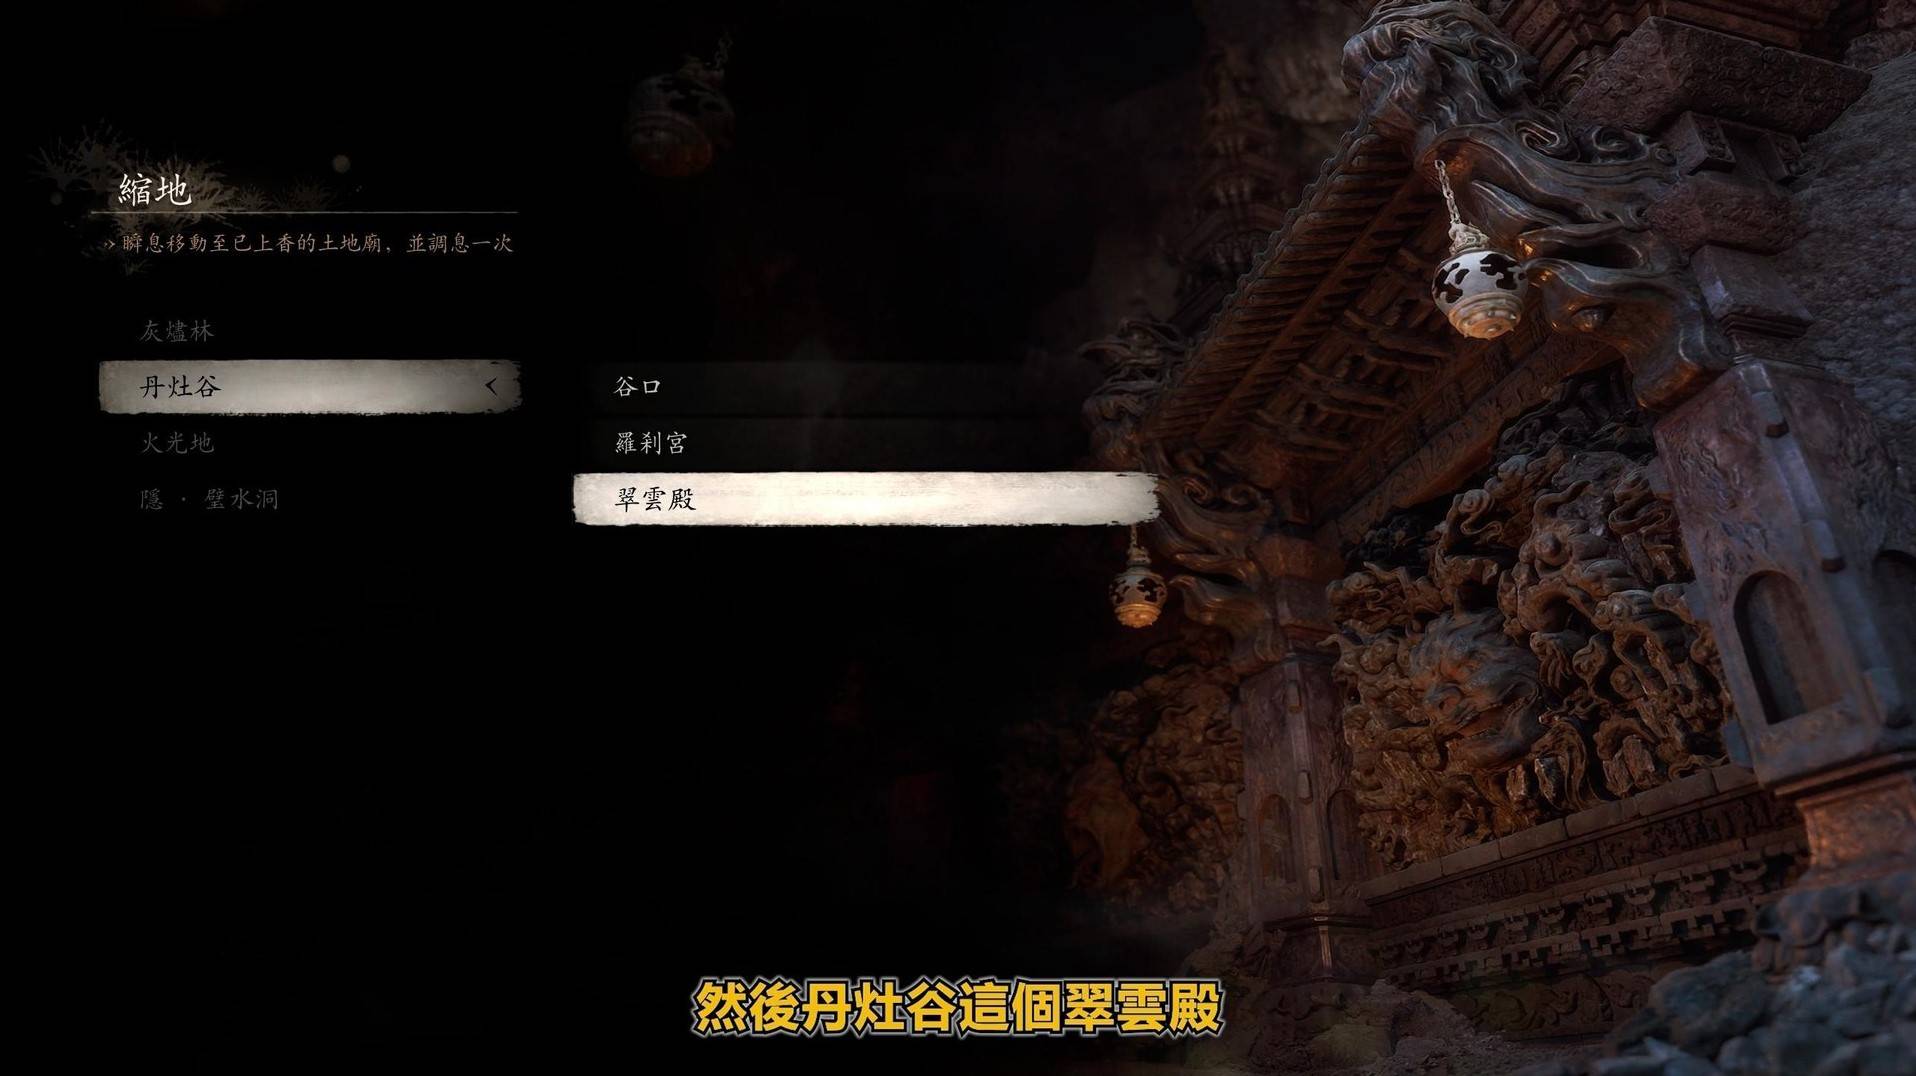 縮地
瞬息移動至已上香的土地廟，並調息一次
灰燼林
丹灶谷
火光地
隱 · 璧水洞
谷口
羅剎宮
翠雲殿
然後丹灶谷這個翠雲殿